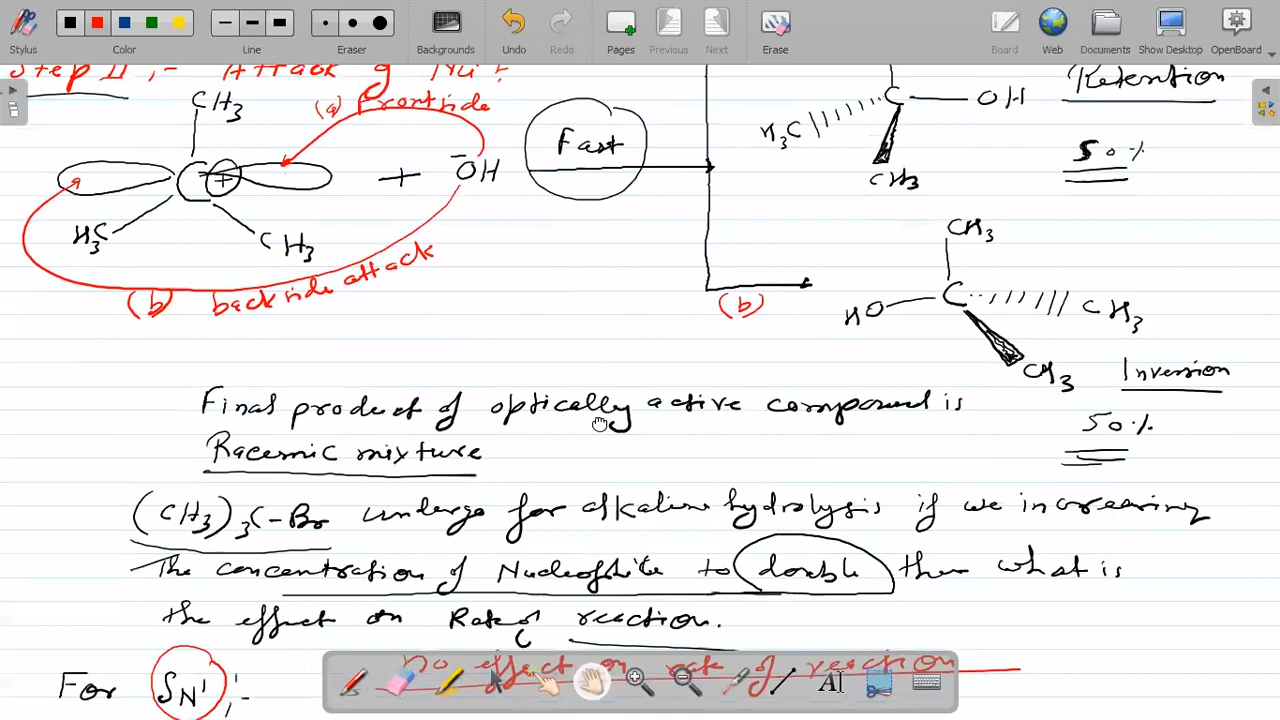 Stylus Color Line Eraser Backgrounds Undo Redo Pages Previous Next Erase Board Web Documents Show Desktop OpenBoard
Step II :- Attack of Nu :
(a) Frontside
CH3
C + + ŌH
H3C CH3
(b) backside attack
Fast
C OH
H3C
CH3
Retention
50%
(b)
CH3
HO C CH3
CH3
Inversion
50%
Final product of optically active compound is
Racemic mixture
(CH3)3C-Br undergo for alkaline hydrolysis if we increasing
The concentration of Nucleophile to double then what is
the effect on Rate of reaction.
no effect on rate of reaction
For SN1 :-